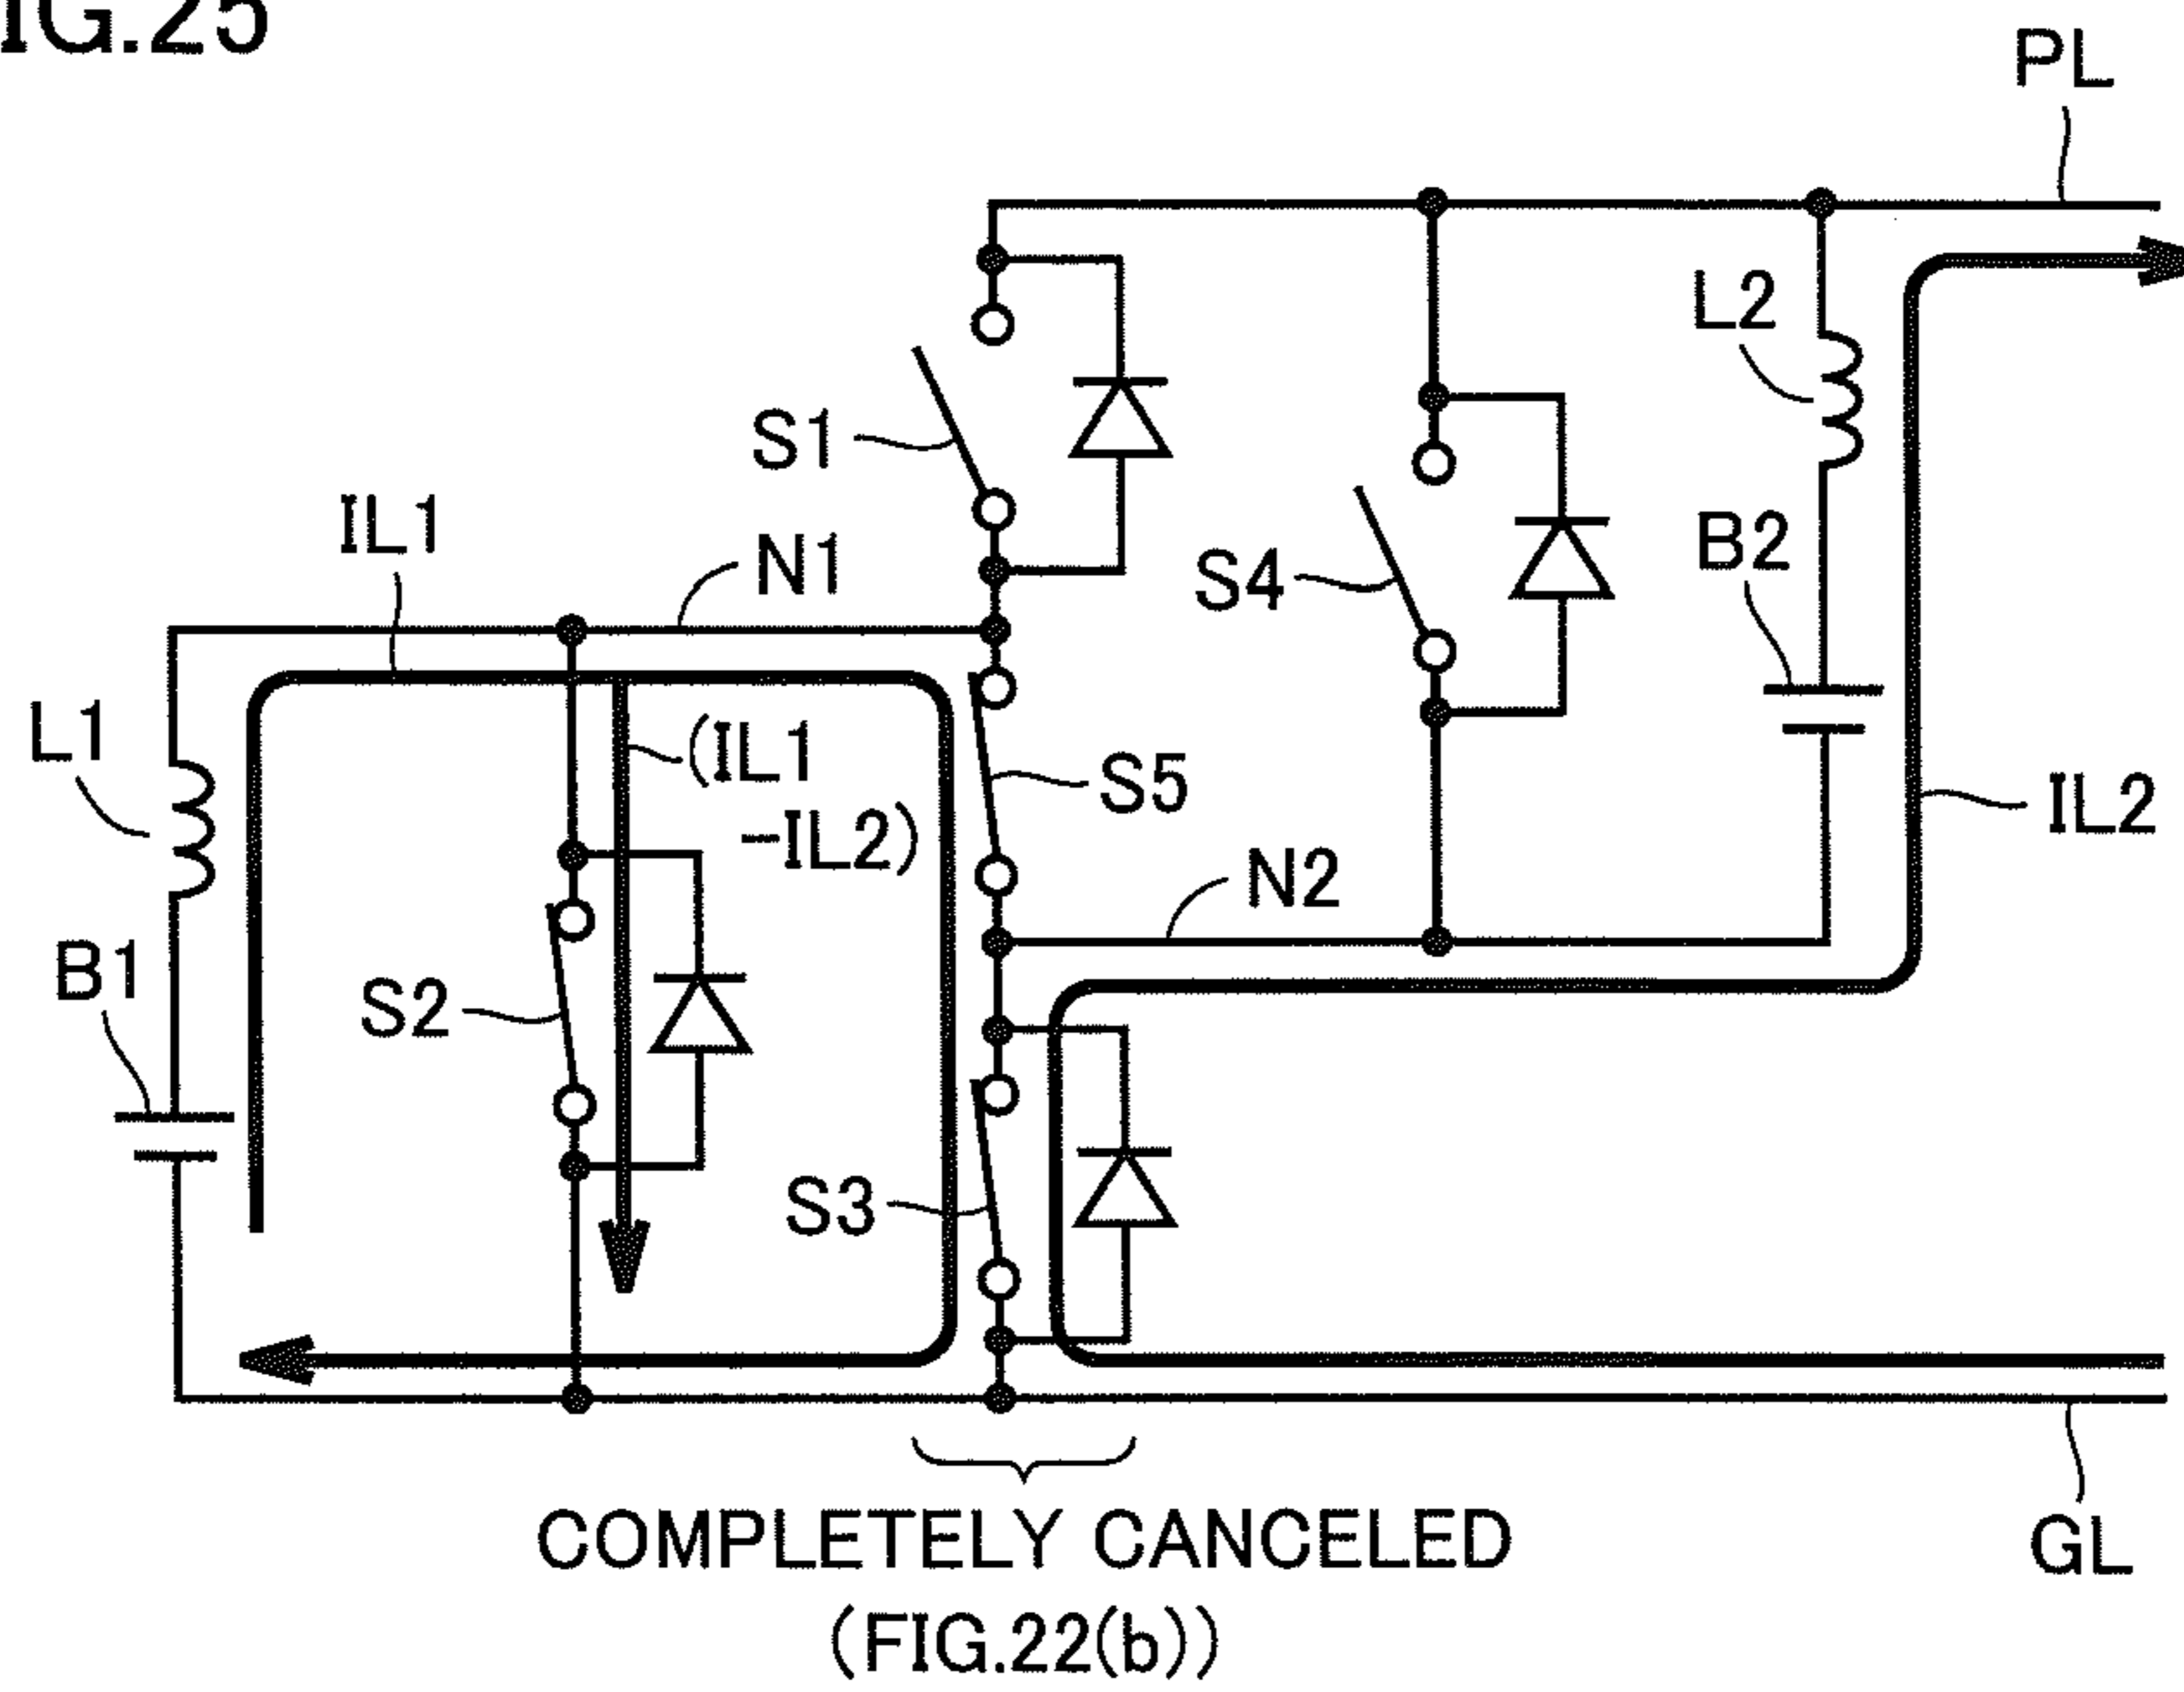 IG.25
PL
L2
S1
IL1
N1
B2
S4
L1
(IL1
-IL2)
S5
IL2
N2
B1
S2
S3
COMPLETELY CANCELED
(FIG.22(b))
GL